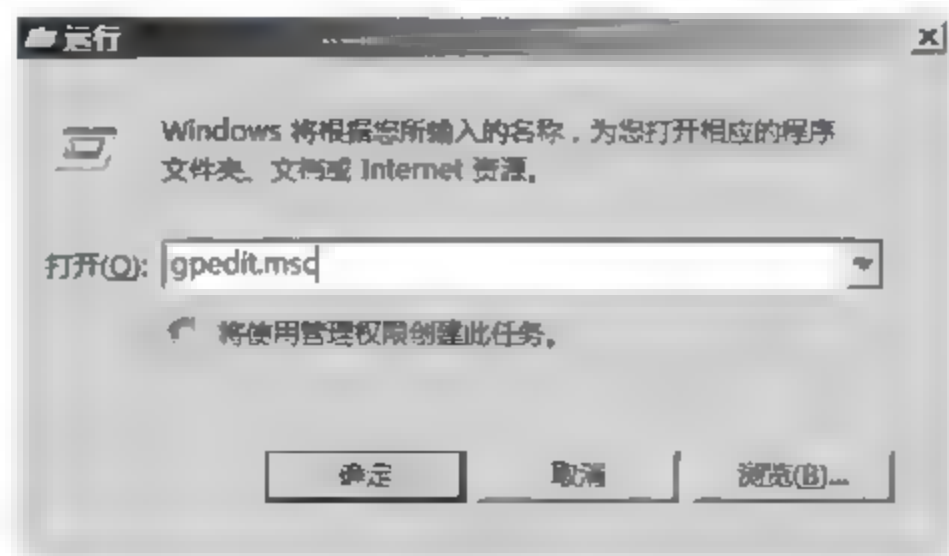 运行
Windows 将根据您所输入的名称，为您打开相应的程序
文件夹、文档或 Internet 资源。
打开(O): gpedit.msc
将使用管理权限创建此任务。
确定 取消 浏览(B)...